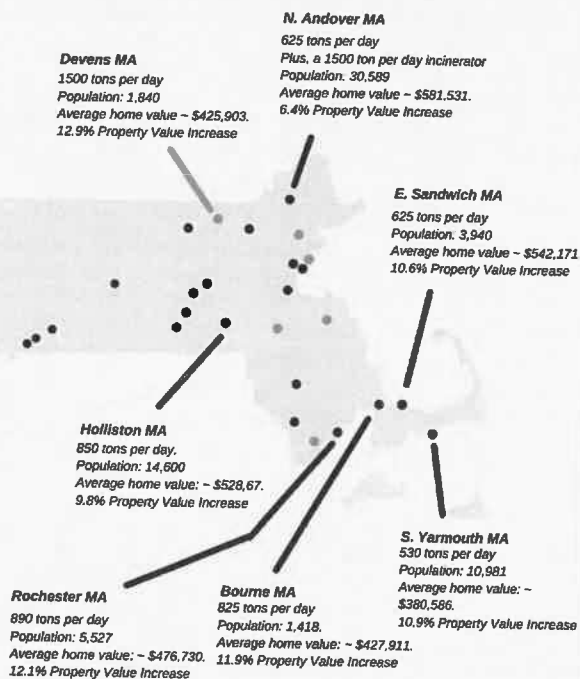 N. Andover MA
625 tons per day
Plus, a 1500 ton per day incinerator
Population. 30,589
Average home value ~ $581,531.
6.4% Property Value Increase
Devens MA
1500 tons per day
Population: 1,840
Average home value ~ $425,903.
12.9% Property Value Increase
E. Sandwich MA
625 tons per day
Population: 3,940
Average home value ~ $542,171
10.6% Property Value Increase
Holliston MA
850 tons per day.
Population: 14,600
Average home value: ~ $528,67.
9.8% Property Value Increase
S. Yarmouth MA
530 tons per day
Population: 10,981
Average home value: ~
$380,586.
10.9% Property Value Increase
Rochester MA
890 tons per day
Population: 5,527
Average home value: ~ $476,730.
12.1% Property Value Increase
Bourne MA
825 tons per day
Population: 1,418.
Average home value: ~ $427,911.
11.9% Property Value Increase